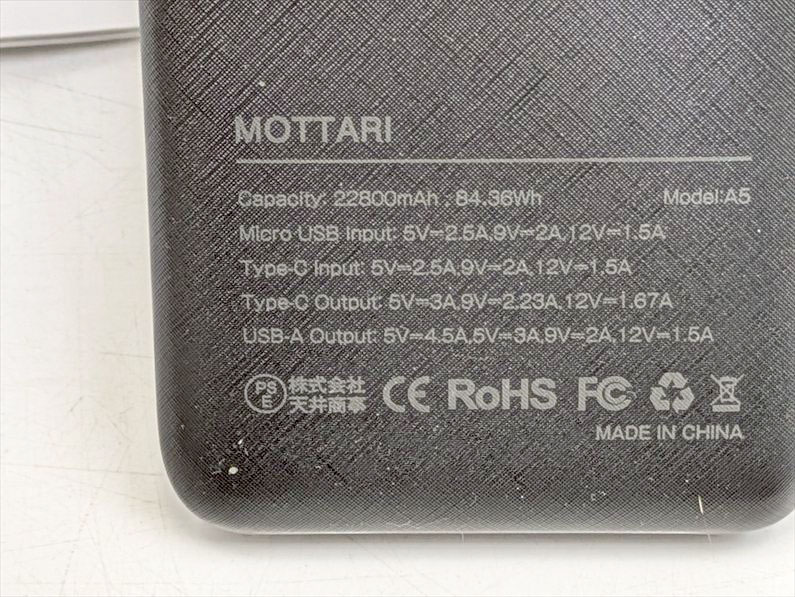 MOTTARI
Capacity: 22800mAh , 84.36Wh Model:A5
Micro USB Input: 5V=2.5A,9V=2A,12V=1.5A
Type-C Input: 5V=2.5A,9V=2A,12V=1.5A
Type-C Output: 5V=3A,9V=2.23A,12V=1.67A
USB-A Output: 5V=4.5A,5V=3A,9V=2A,12V=1.5A
PS E 株式会社
天井商事 CE RoHS FC
MADE IN CHINA